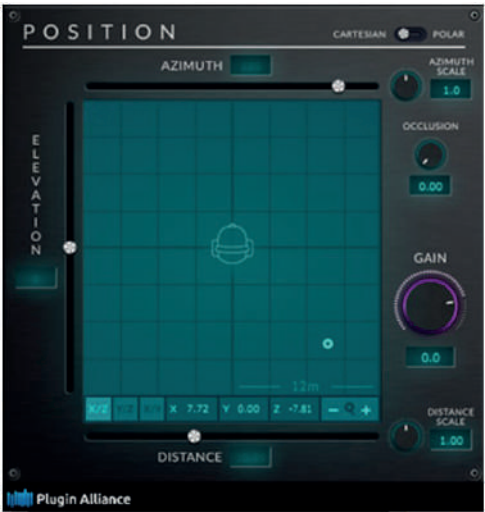 POSITION
CARTESIAN POLAR
AZIMUTH
AZIMUTH
SCALE
1.0
OCCLUSION
0.00
ELEVATION
GAIN
0.0
12m
X/Z Y/Z X/Y X 7.72 Y 0.00 Z -7.81
DISTANCE
SCALE
1.00
DISTANCE
Plugin Alliance